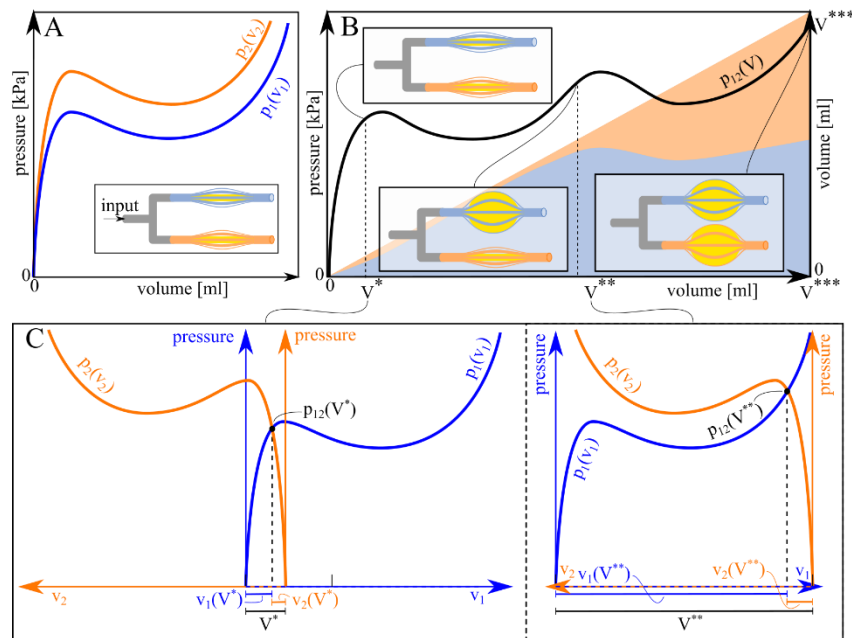 A
p₂(v₂)
p₁(v₁)
pressure [kPa]
input
0
0
volume [ml]
B
V***
p₁₂(V)
pressure [kPa]
volume [ml]
0
0
0
V*
V**
volume [ml]
V***
C
pressure
pressure
p₂(v₂)
p₁(v₁)
p₁₂(V*)
v₂
v₁(V*)
v₂(V*)
v₁
V*
pressure
pressure
p₂(v₂)
p₁₂(V**)
p₁(v₁)
v₂
v₁(V**)
v₂(V**)
v₁
V**